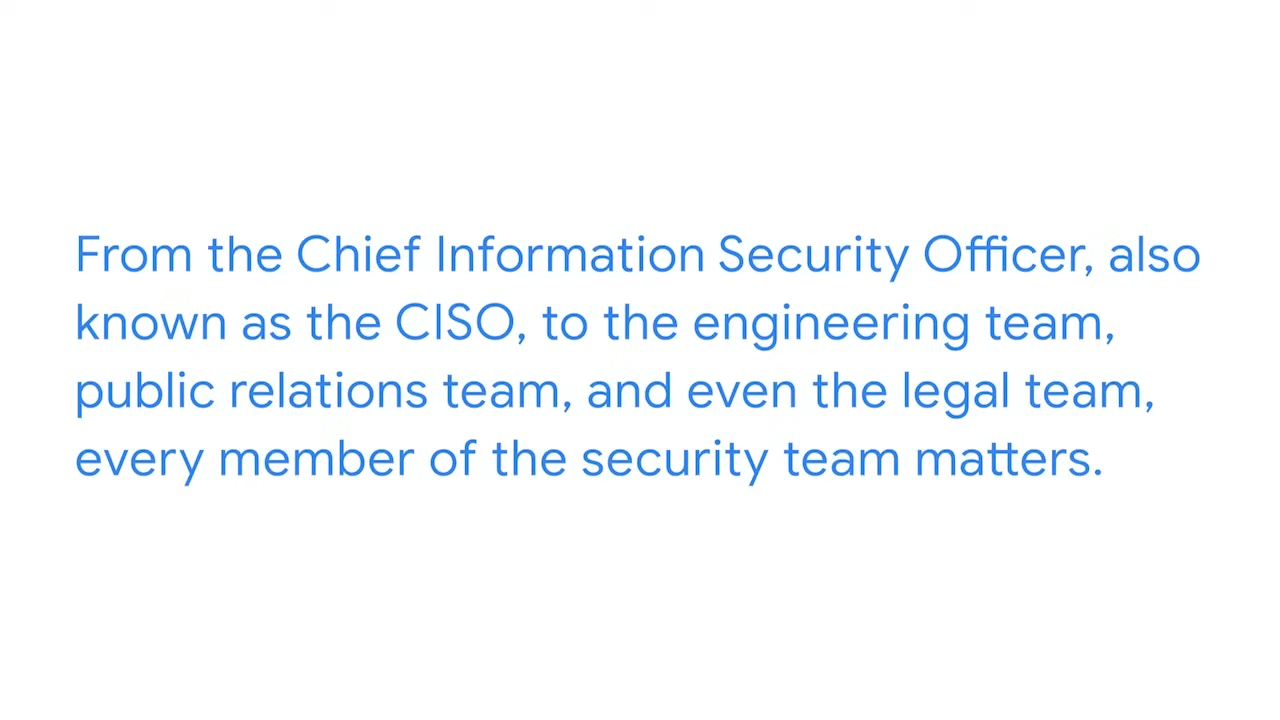 From the Chief Information Security Officer, also
known as the CISO, to the engineering team,
public relations team, and even the legal team,
every member of the security team matters.